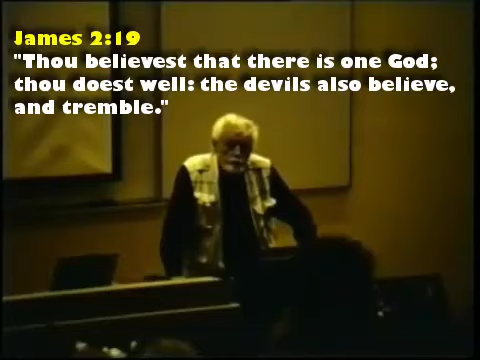 James 2:19
"Thou believest that there is one God;
thou doest well: the devils also believe,
and tremble."